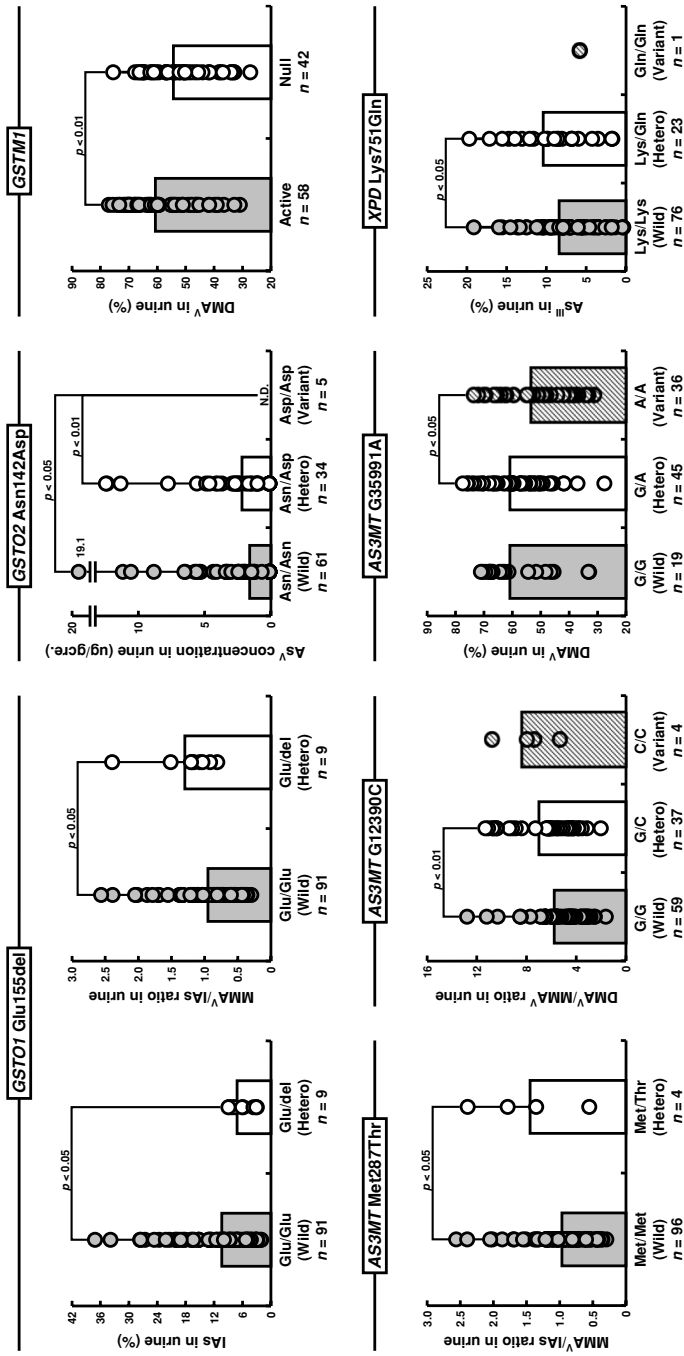 GSTO1 Glu155del
IAs in urine (%)
42
36
30
24
18
12
6
0
p < 0.05
Glu/Glu
(Wild)
n = 91
Glu/del
(Hetero)
n = 9
MMAV/IAs ratio in urine
3.0
2.5
2.0
1.5
1.0
0.5
0
p < 0.05
Glu/Glu
(Wild)
n = 91
Glu/del
(Hetero)
n = 9
GSTO2 Asn142Asp
AsV concentration in urine (ug/gcre.)
20
10
5
0
p < 0.05
p < 0.01
19.1
N.D.
Asn/Asn
(Wild)
n = 61
Asn/Asp
(Hetero)
n = 34
Asp/Asp
(Variant)
n = 5
GSTM1
DMAV in urine (%)
90
80
70
60
50
40
30
20
p < 0.01
Active
n = 58
Null
n = 42
AS3MT Met287Thr
MMAV/IAs ratio in urine
3.0
2.5
2.0
1.5
1.0
0.5
0
p < 0.05
Met/Met
(Wild)
n = 96
Met/Thr
(Hetero)
n = 4
AS3MT G12390C
DMAV/MMAV ratio in urine
16
12
8
4
0
p < 0.01
G/G
(Wild)
n = 59
G/C
(Hetero)
n = 37
C/C
(Variant)
n = 4
AS3MT G35991A
DMAV in urine (%)
90
80
70
60
50
40
30
20
p < 0.05
G/G
(Wild)
n = 19
G/A
(Hetero)
n = 45
A/A
(Variant)
n = 36
XPD Lys751Gln
AsIII in urine (%)
25
20
15
10
5
0
p < 0.05
Lys/Lys
(Wild)
n = 76
Lys/Gln
(Hetero)
n = 23
Gln/Gln
(Variant)
n = 1